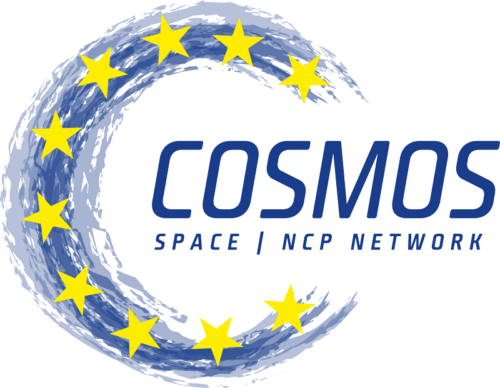 COSMOS
SPACE | NCP NETWORK